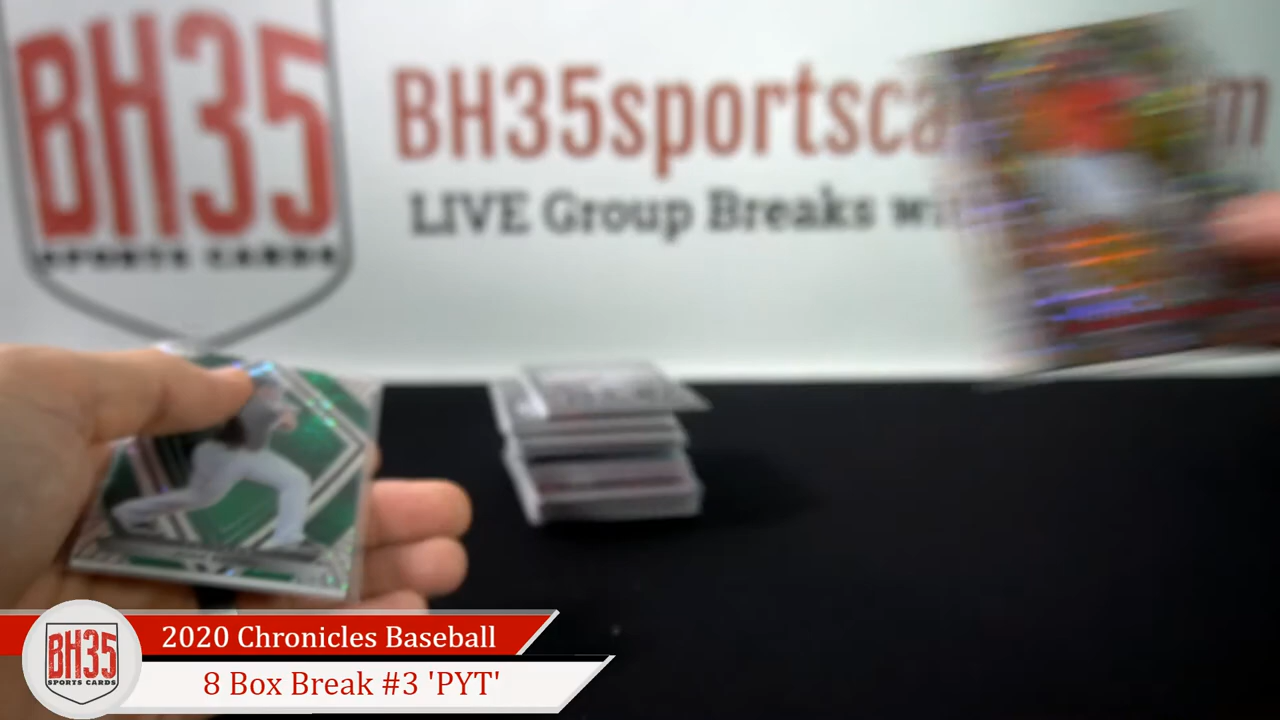 BH35
SPORTS CARDS
BH35sportsca
LIVE Group Breaks
BH35
SPORTS CARDS
2020 Chronicles Baseball
8 Box Break #3 'PYT'